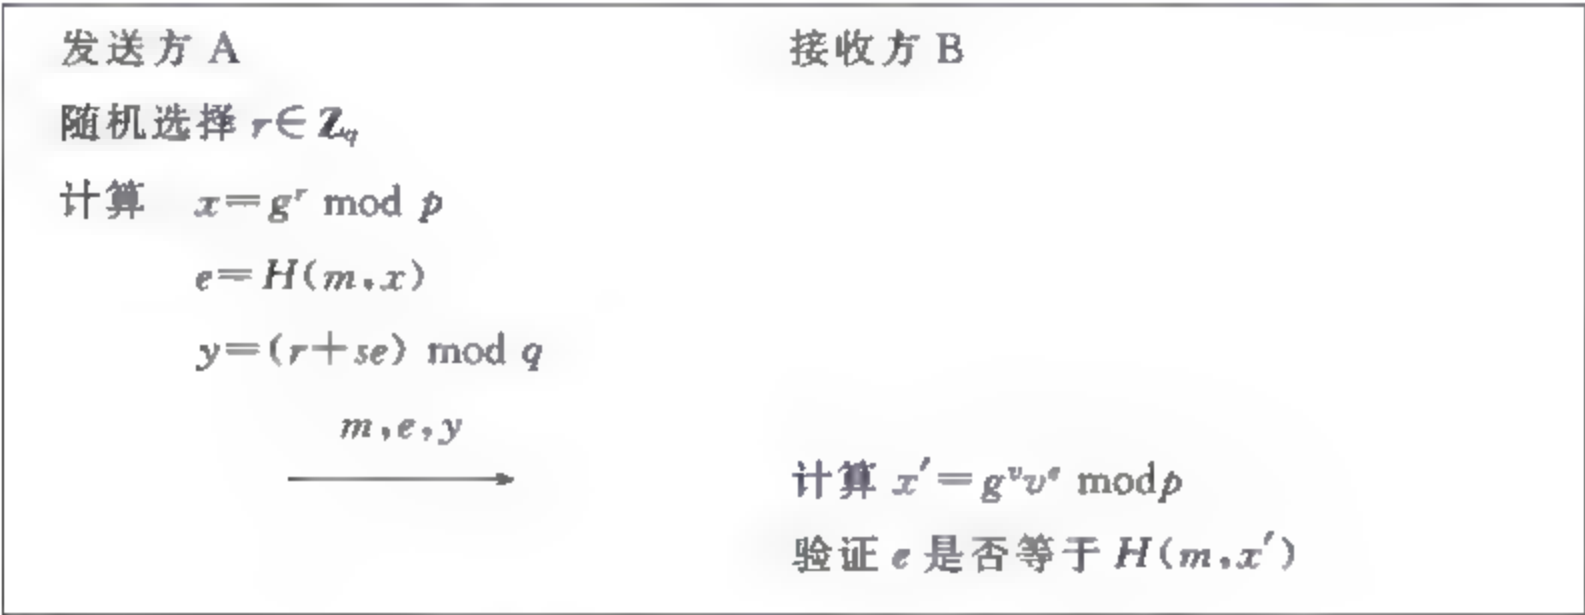 发送方 A
接收方 B
随机选择 r∈Z_q
计算 x=g^r mod p
e=H(m,x)
y=(r+se) mod q
m,e,y
计算 x′=g^y v^e modp
验证 e 是否等于 H(m,x′)